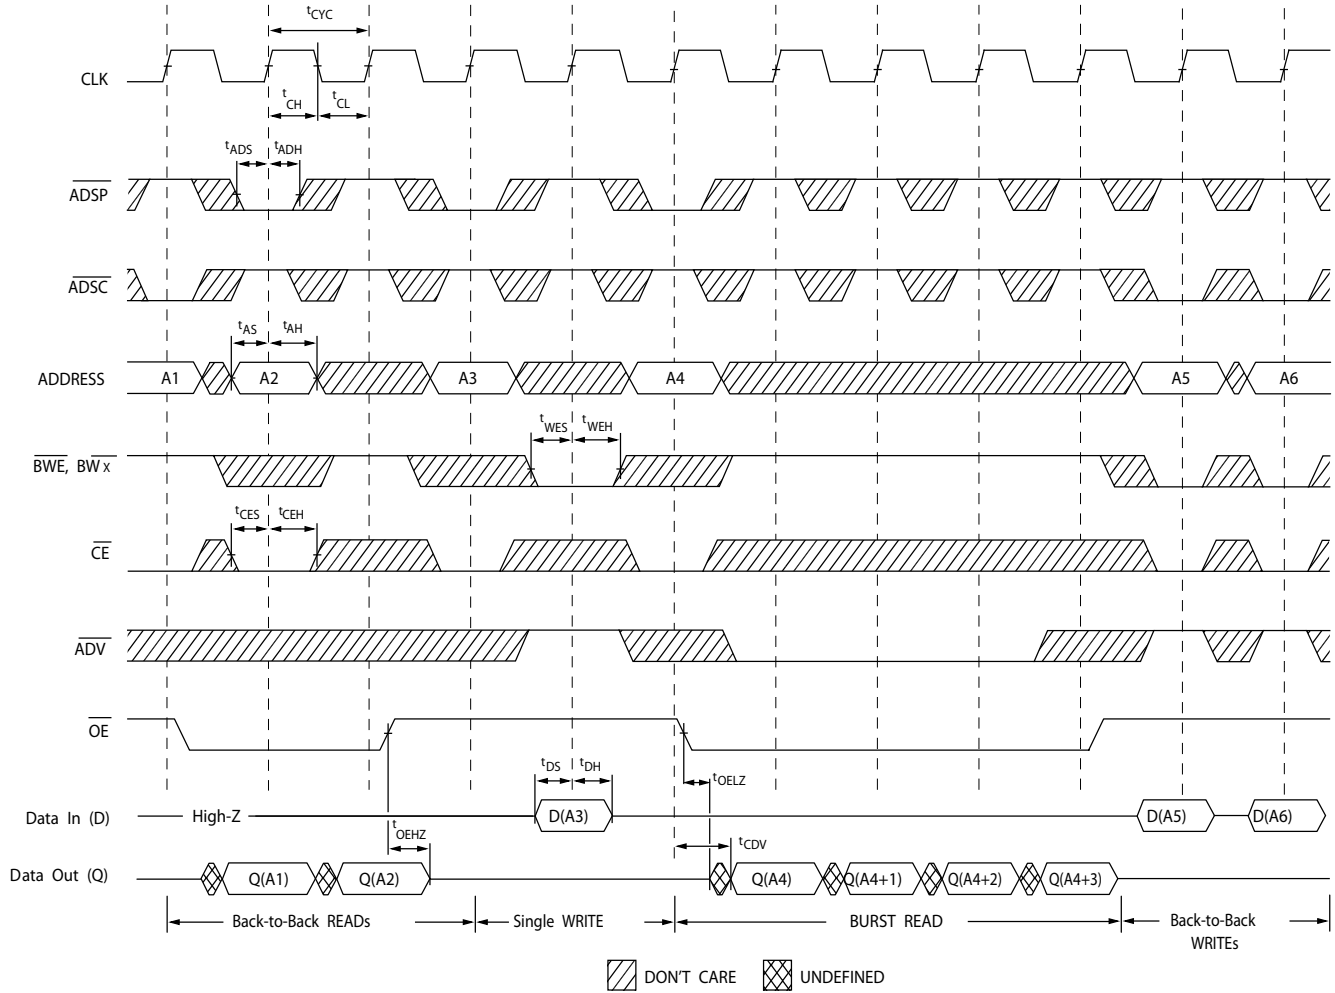 tCYC
CLK
tCH tCL
tADS tADH
ADSP
ADSC
tAS tAH
ADDRESS A1 A2 A3 A4 A5 A6
tWES tWEH
BWE, BW x
tCES tCEH
CE
ADV
OE
tDS tDH tOELZ
Data In (D) High-Z D(A3) D(A5) D(A6)
tOEHZ tCDV
Data Out (Q) Q(A1) Q(A2) Q(A4) Q(A4+1) Q(A4+2) Q(A4+3)
Back-to-Back READs Single WRITE BURST READ Back-to-Back
WRITEs
DON'T CARE UNDEFINED